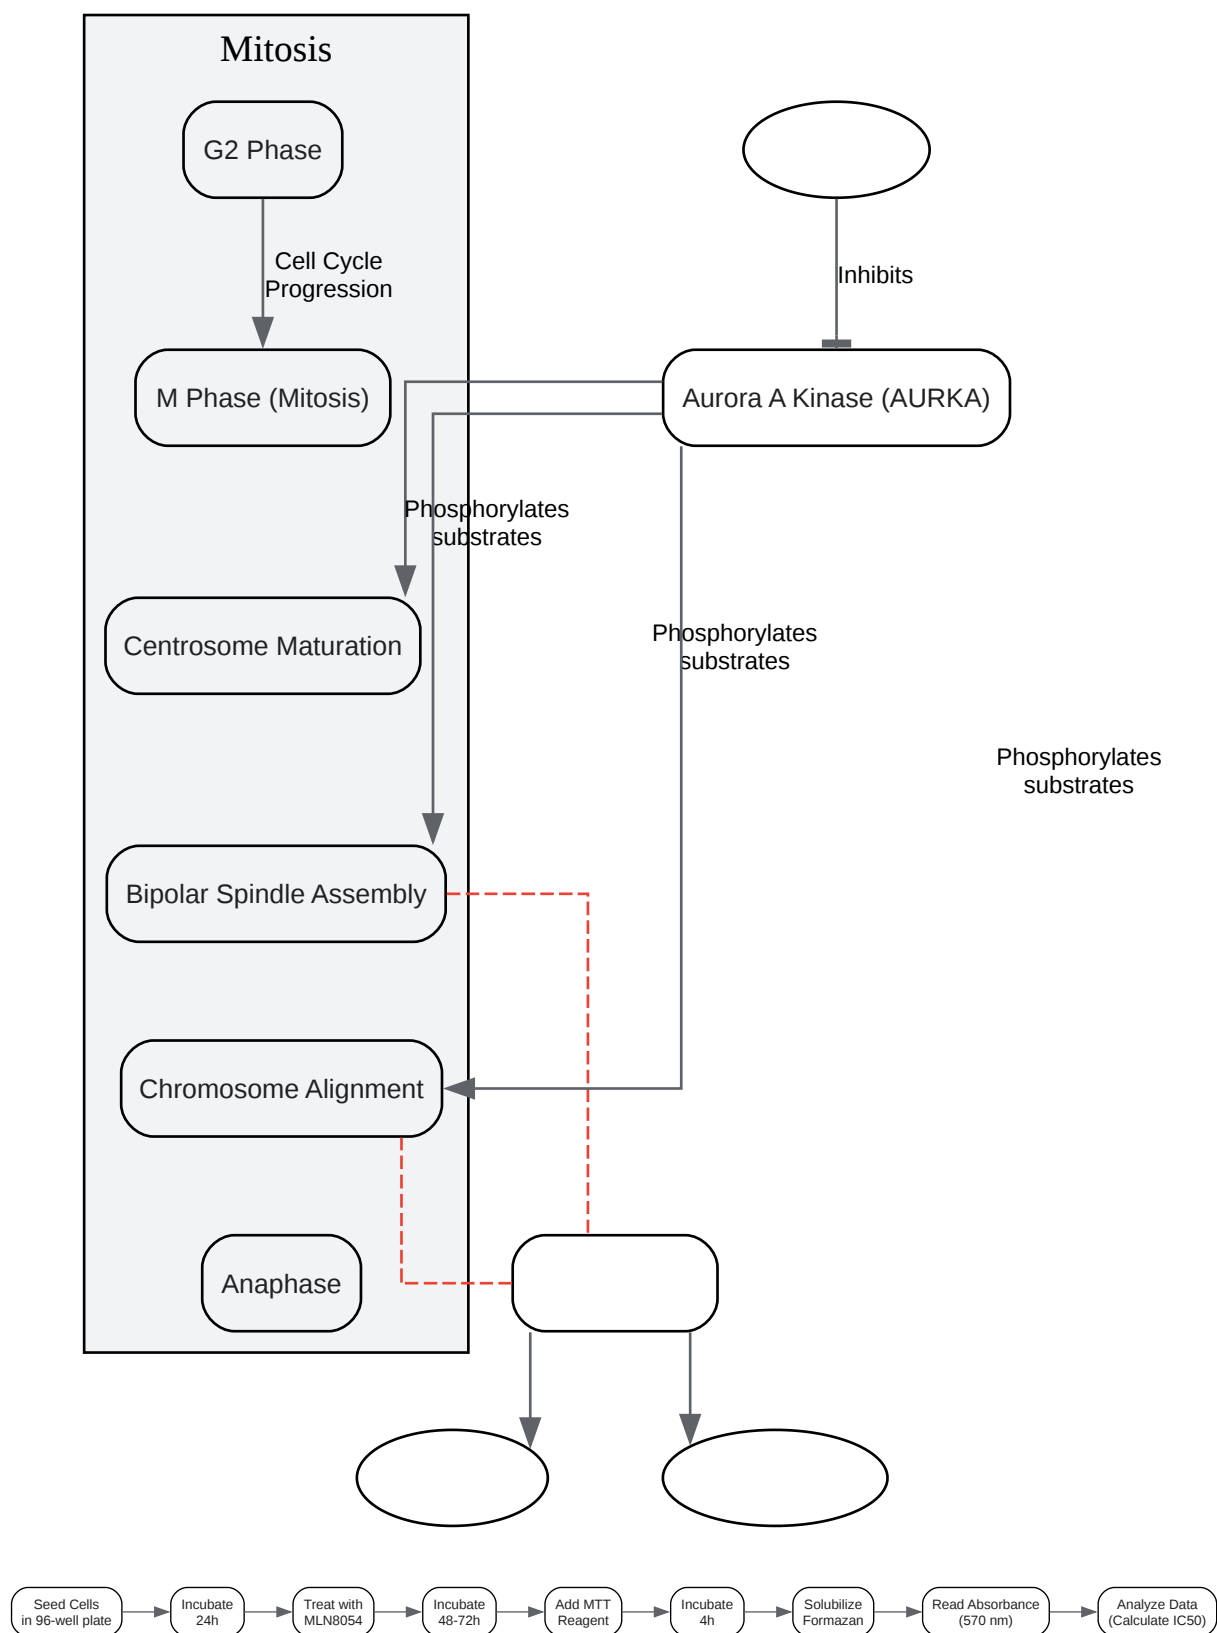 Mitosis
G2 Phase
Cell Cycle
Progression
Inhibits
M Phase (Mitosis)
Aurora A Kinase (AURKA)
Phosphorylates
substrates
Centrosome Maturation
Phosphorylates
substrates
Phosphorylates
substrates
Bipolar Spindle Assembly
Chromosome Alignment
Anaphase
Seed Cells
in 96-well plate
Incubate
24h
Treat with
MLN8054
Incubate
48-72h
Add MTT
Reagent
Incubate
4h
Solubilize
Formazan
Read Absorbance
(570 nm)
Analyze Data
(Calculate IC50)